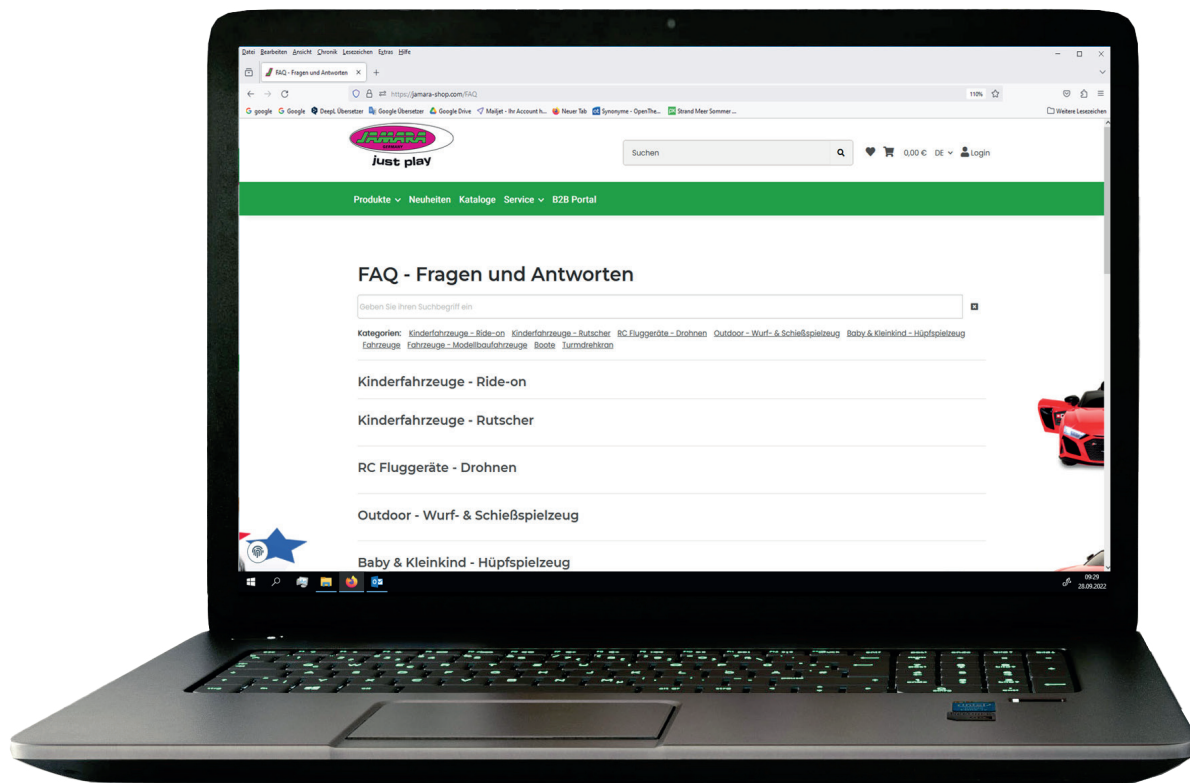 Datei Bearbeiten Ansicht Chronik Lesezeichen Extras Hilfe
FAQ - Fragen und Antworten
https://jamara-shop.com/FAQ
110%
google Google DeepL Übersetzer Google Übersetzer Google Drive Mailjet - Ihr Account h... Neuer Tab Synonyme - OpenThe... Strand Meer Sommer ... Weitere Lesezeichen
JAMARA
GERMANY
just play
Suchen
0,00 € DE Login
Produkte Neuheiten Kataloge Service B2B Portal
FAQ - Fragen und Antworten
Geben Sie ihren Suchbegriff ein
Kategorien: Kinderfahrzeuge - Ride-on Kinderfahrzeuge - Rutscher RC Fluggeräte - Drohnen Outdoor - Wurf- & Schießspielzeug Baby & Kleinkind - Hüpfspielzeug
Fahrzeuge Fahrzeuge - Modellbaufahrzeuge Boote Turmdrehkran
Kinderfahrzeuge - Ride-on
Kinderfahrzeuge - Rutscher
RC Fluggeräte - Drohnen
Outdoor - Wurf- & Schießspielzeug
Baby & Kleinkind - Hüpfspielzeug
09:29
28.09.2022